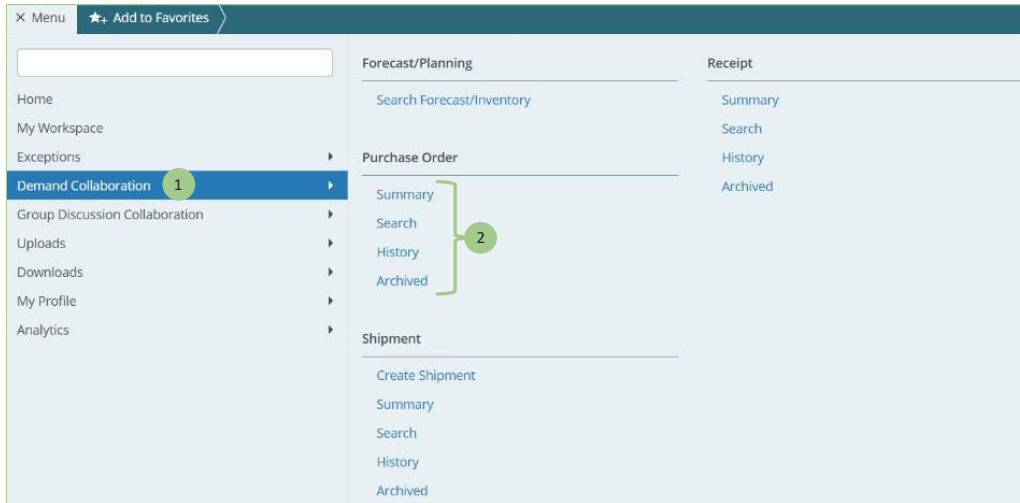 × Menu
★+ Add to Favorites
Home
My Workspace
Exceptions
Demand Collaboration 1
Group Discussion Collaboration
Uploads
Downloads
My Profile
Analytics
Forecast/Planning
Search Forecast/Inventory
Purchase Order
Summary
Search
History
Archived
2
Shipment
Create Shipment
Summary
Search
History
Archived
Receipt
Summary
Search
History
Archived